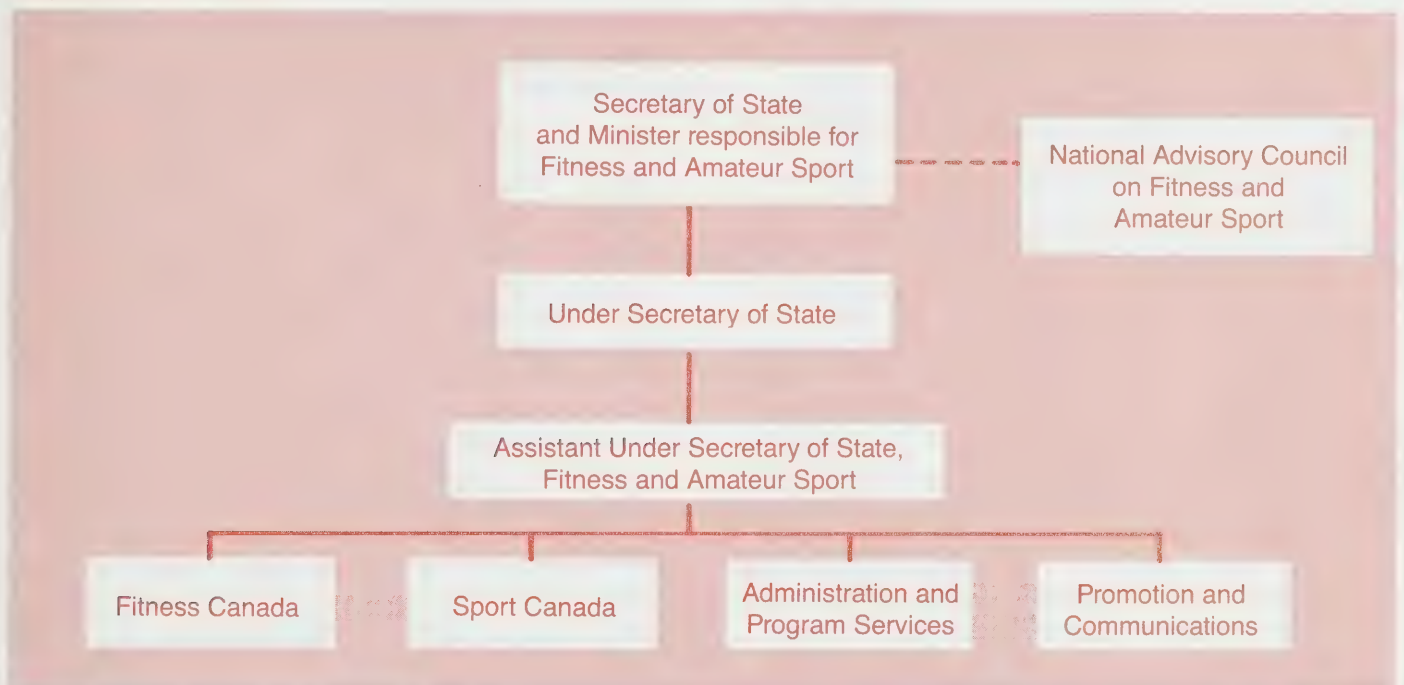 Secretary of State
and Minister responsible for
Fitness and Amateur Sport
National Advisory Council
on Fitness and
Amateur Sport
Under Secretary of State
Assistant Under Secretary of State,
Fitness and Amateur Sport
Fitness Canada
Sport Canada
Administration and
Program Services
Promotion and
Communications